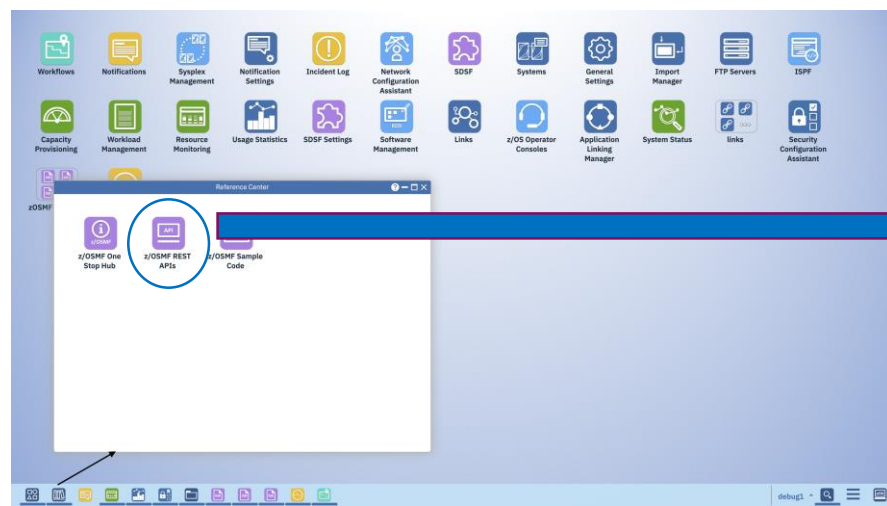 Workflows
Notifications
Sysplex
Management
Notification
Settings
Incident Log
Network
Configuration
Assistant
SDSF
Systems
General
Settings
Import
Manager
FTP Servers
ISPF
Capacity
Provisioning
Workload
Management
Resource
Monitoring
Usage Statistics
SDSF Settings
Software
Management
Links
z/OS Operator
Consoles
Application
Linking
Manager
System Status
links
Security
Configuration
Assistant
zOSMF
Reference Center
z/OSMF
API
z/OSMF One
Stop Hub
z/OSMF REST
APIs
z/OSMF Sample
Code
debug1